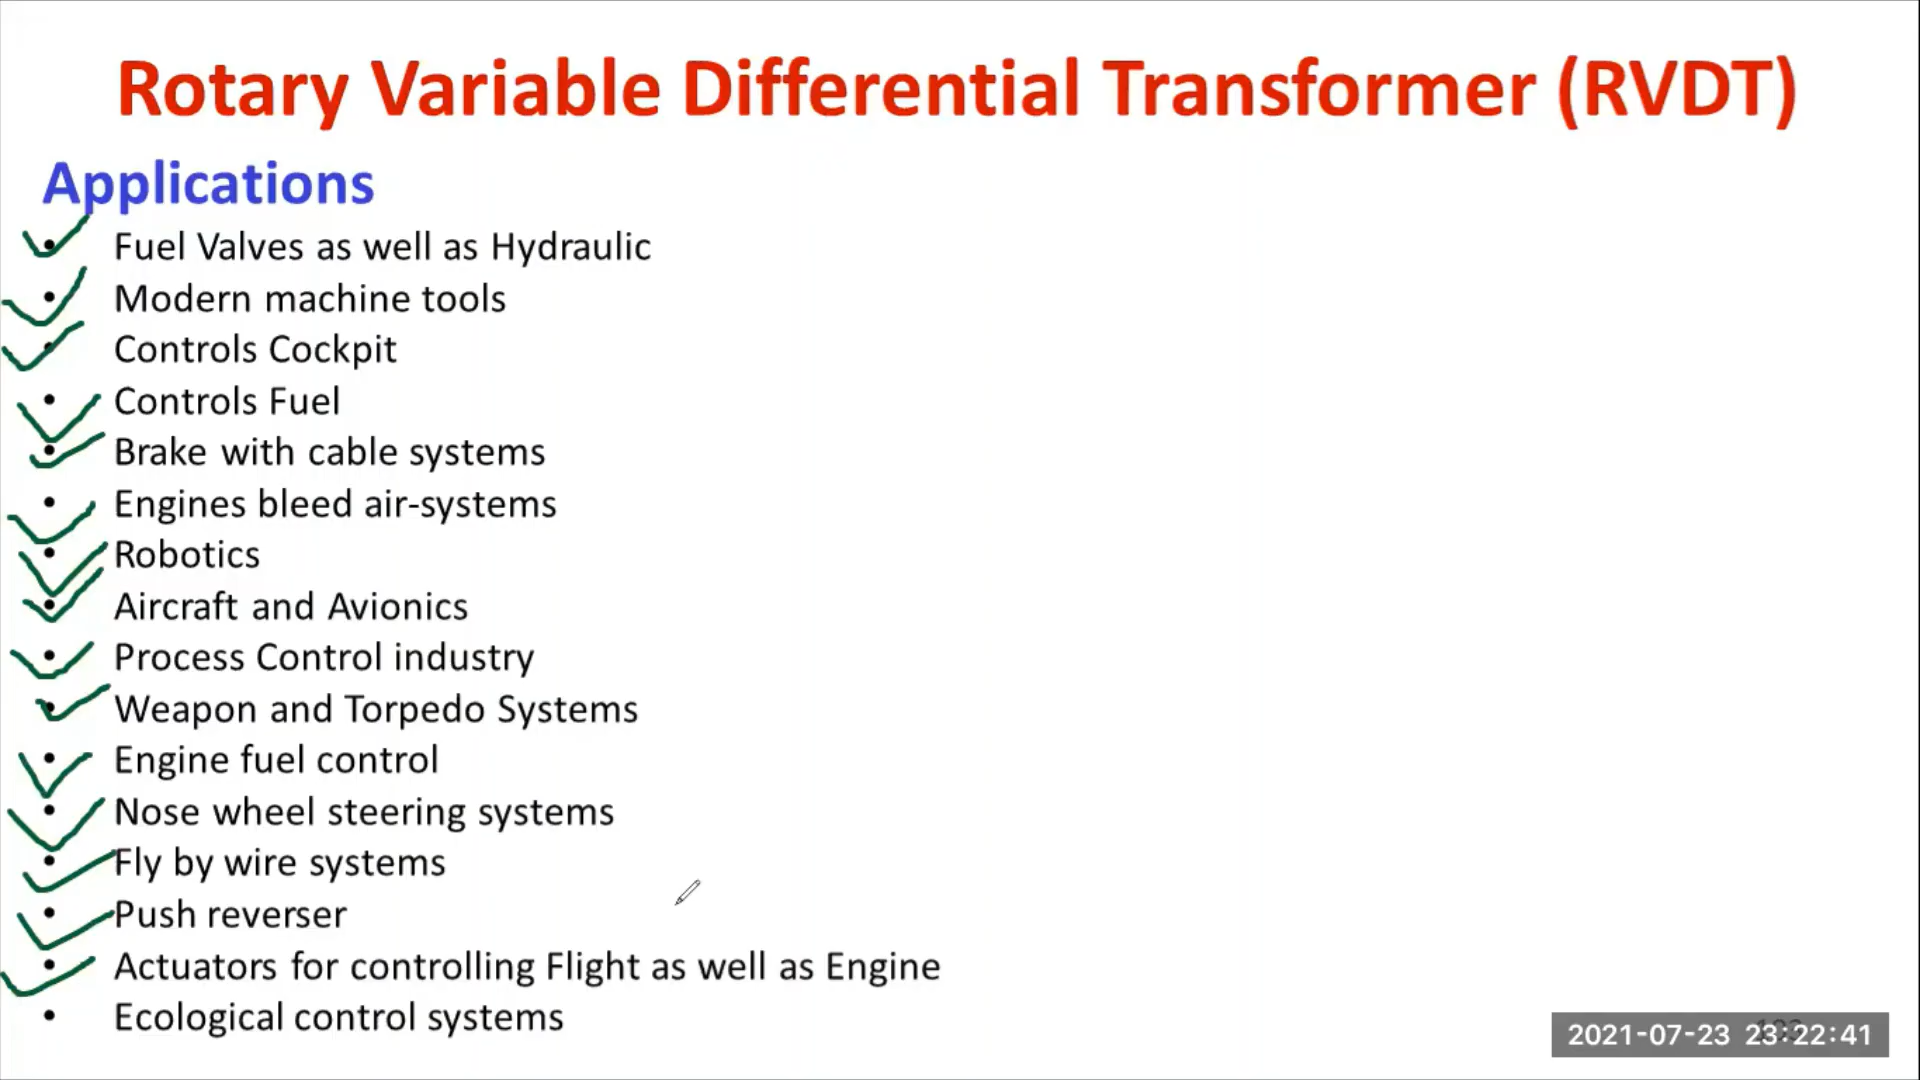 Rotary Variable Differential Transformer (RVDT)
Applications
• Fuel Valves as well as Hydraulic
• Modern machine tools
• Controls Cockpit
• Controls Fuel
• Brake with cable systems
• Engines bleed air-systems
• Robotics
• Aircraft and Avionics
• Process Control industry
• Weapon and Torpedo Systems
• Engine fuel control
• Nose wheel steering systems
• Fly by wire systems
• Push reverser
• Actuators for controlling Flight as well as Engine
• Ecological control systems
2021-07-23 23:22:41